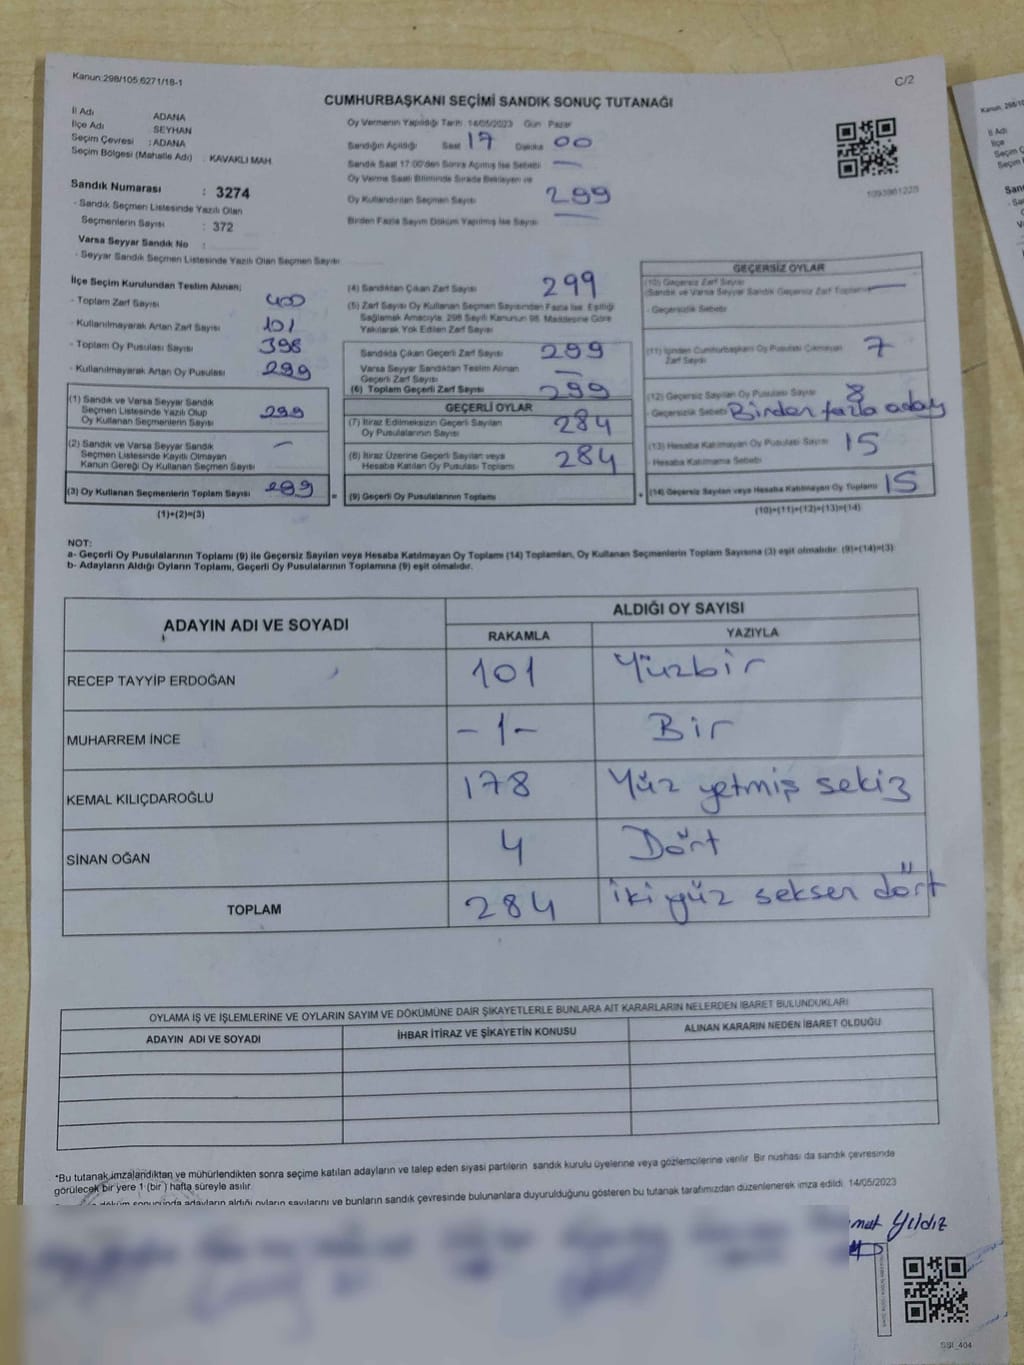 Kanun:298/105,6271/18-1
C/2
CUMHURBAŞKANI SEÇİMİ SANDIK SONUÇ TUTANAĞI
İl Adı ADANA
İlçe Adı SEYHAN
Seçim Çevresi : ADANA
Seçim Bölgesi (Mahalle Adı) : KAVAKLI MAH
Sandık Numarası : 3274
- Sandık Seçmen Listesinde Yazılı Olan
Seçmenlerin Sayısı : 372
Varsa Seyyar Sandık No :
- Seyyar Sandık Seçmen Listesinde Yazılı Olan Seçmen Sayısı
Oy Vermenin Yapıldığı Tarih :14/05/2023 Gün : Pazar
Sandığın Açıldığı Saat 17 Dakika 00
Sandık Saat 17:00'den Sonra Açılmış İse Sebebi —
Oy Verme Saati Bitiminde Sırada Bekleyen ve
Oy Kullandırılan Seçmen Sayısı 299
Birden Fazla Sayım Döküm Yapılmış İse Sayısı
1093961220
İlçe Seçim Kurulundan Teslim Alınan;
- Toplam Zarf Sayısı 400
- Kullanılmayarak Artan Zarf Sayısı 101
- Toplam Oy Pusulası Sayısı 398
- Kullanılmayarak Artan Oy Pusulası 299
(1) Sandık ve Varsa Seyyar Sandık
Seçmen Listesinde Yazılı Olup
Oy Kullanan Seçmenlerin Sayısı 299
(2) Sandık ve Varsa Seyyar Sandık
Seçmen Listesinde Kayıtlı Olmayan
Kanun Gereği Oy Kullanan Seçmen Sayısı —
(3) Oy Kullanan Seçmenlerin Toplam Sayısı 299
(1)+(2)=(3)
(4) Sandıktan Çıkan Zarf Sayısı 299
(5) Zarf Sayısı Oy Kullanan Seçmen Sayısından Fazla İse, Eşitliği
Sağlamak Amacıyla, 298 Sayılı Kanunun 98. Maddesine Göre
Yakılarak Yok Edilen Zarf Sayısı
Sandıkta Çıkan Geçerli Zarf Sayısı 299
Varsa Seyyar Sandıktan Teslim Alınan
Geçerli Zarf Sayısı —
(6) Toplam Geçerli Zarf Sayısı 299
GEÇERLİ OYLAR
(7) İtiraz Edilmeksizin Geçerli Sayılan
Oy Pusulalarının Sayısı 284
(8) İtiraz Üzerine Geçerli Sayılan veya
Hesaba Katılan Oy Pusulası Toplamı 284
= (9) Geçerli Oy Pusulalarının Toplamı
GEÇERSİZ OYLAR
(10) Geçersiz Zarf Sayısı
(Sandık ve Varsa Seyyar Sandık Geçersiz Zarf Toplamı) —
- Geçersizlik Sebebi
(11) İçinden Cumhurbaşkanı Oy Pusulası Çıkmayan
Zarf Sayısı 7
(12) Geçersiz Sayılan Oy Pusulası Sayısı 8
- Geçersizlik Sebebi Birden fazla aday
(13) Hesaba Katılmayan Oy Pusulası Sayısı 15
- Hesaba Katılmama Sebebi
+ (14) Geçersiz Sayılan veya Hesaba Katılmayan Oy Toplamı 15
(10)+(11)+(12)+(13)=(14)
NOT:
a- Geçerli Oy Pusulalarının Toplamı (9) ile Geçersiz Sayılan veya Hesaba Katılmayan Oy Toplamı (14) Toplamları, Oy Kullanan Seçmenlerin Toplam Sayısına (3) eşit olmalıdır. (9)+(14)=(3)
b- Adayların Aldığı Oyların Toplamı, Geçerli Oy Pusulalarının Toplamına (9) eşit olmalıdır.
ADAYIN ADI VE SOYADI ALDIĞI OY SAYISI
RAKAMLA YAZIYLA
RECEP TAYYİP ERDOĞAN 101 Yüzbir
MUHARREM İNCE -1- Bir
KEMAL KILIÇDAROĞLU 178 Yüz yetmiş sekiz
SİNAN OĞAN 4 Dört
TOPLAM 284 iki yüz seksen dört
OYLAMA İŞ VE İŞLEMLERİNE VE OYLARIN SAYIM VE DÖKÜMÜNE DAİR ŞİKAYETLERLE BUNLARA AİT KARARLARIN NELERDEN İBARET BULUNDUKLARI
ADAYIN ADI VE SOYADI İHBAR İTİRAZ VE ŞİKAYETİN KONUSU ALINAN KARARIN NEDEN İBARET OLDUĞU
*Bu tutanak imzalandıktan ve mühürlendikten sonra seçime katılan adayların ve talep eden siyasi partilerin sandık kurulu üyelerine veya gözlemcilerine verilir. Bir nushası da sandık çevresinde
görülecek bir yere 1 (bir ) hafta süreyle asılır.
döküm sonucunda adayların aldığı oyların sayılarını ve bunların sandık çevresinde bulunanlara duyurulduğunu gösteren bu tutanak tarafımızdan düzenlenerek imza edildi. 14/05/2023
Yıldız
SSI_404